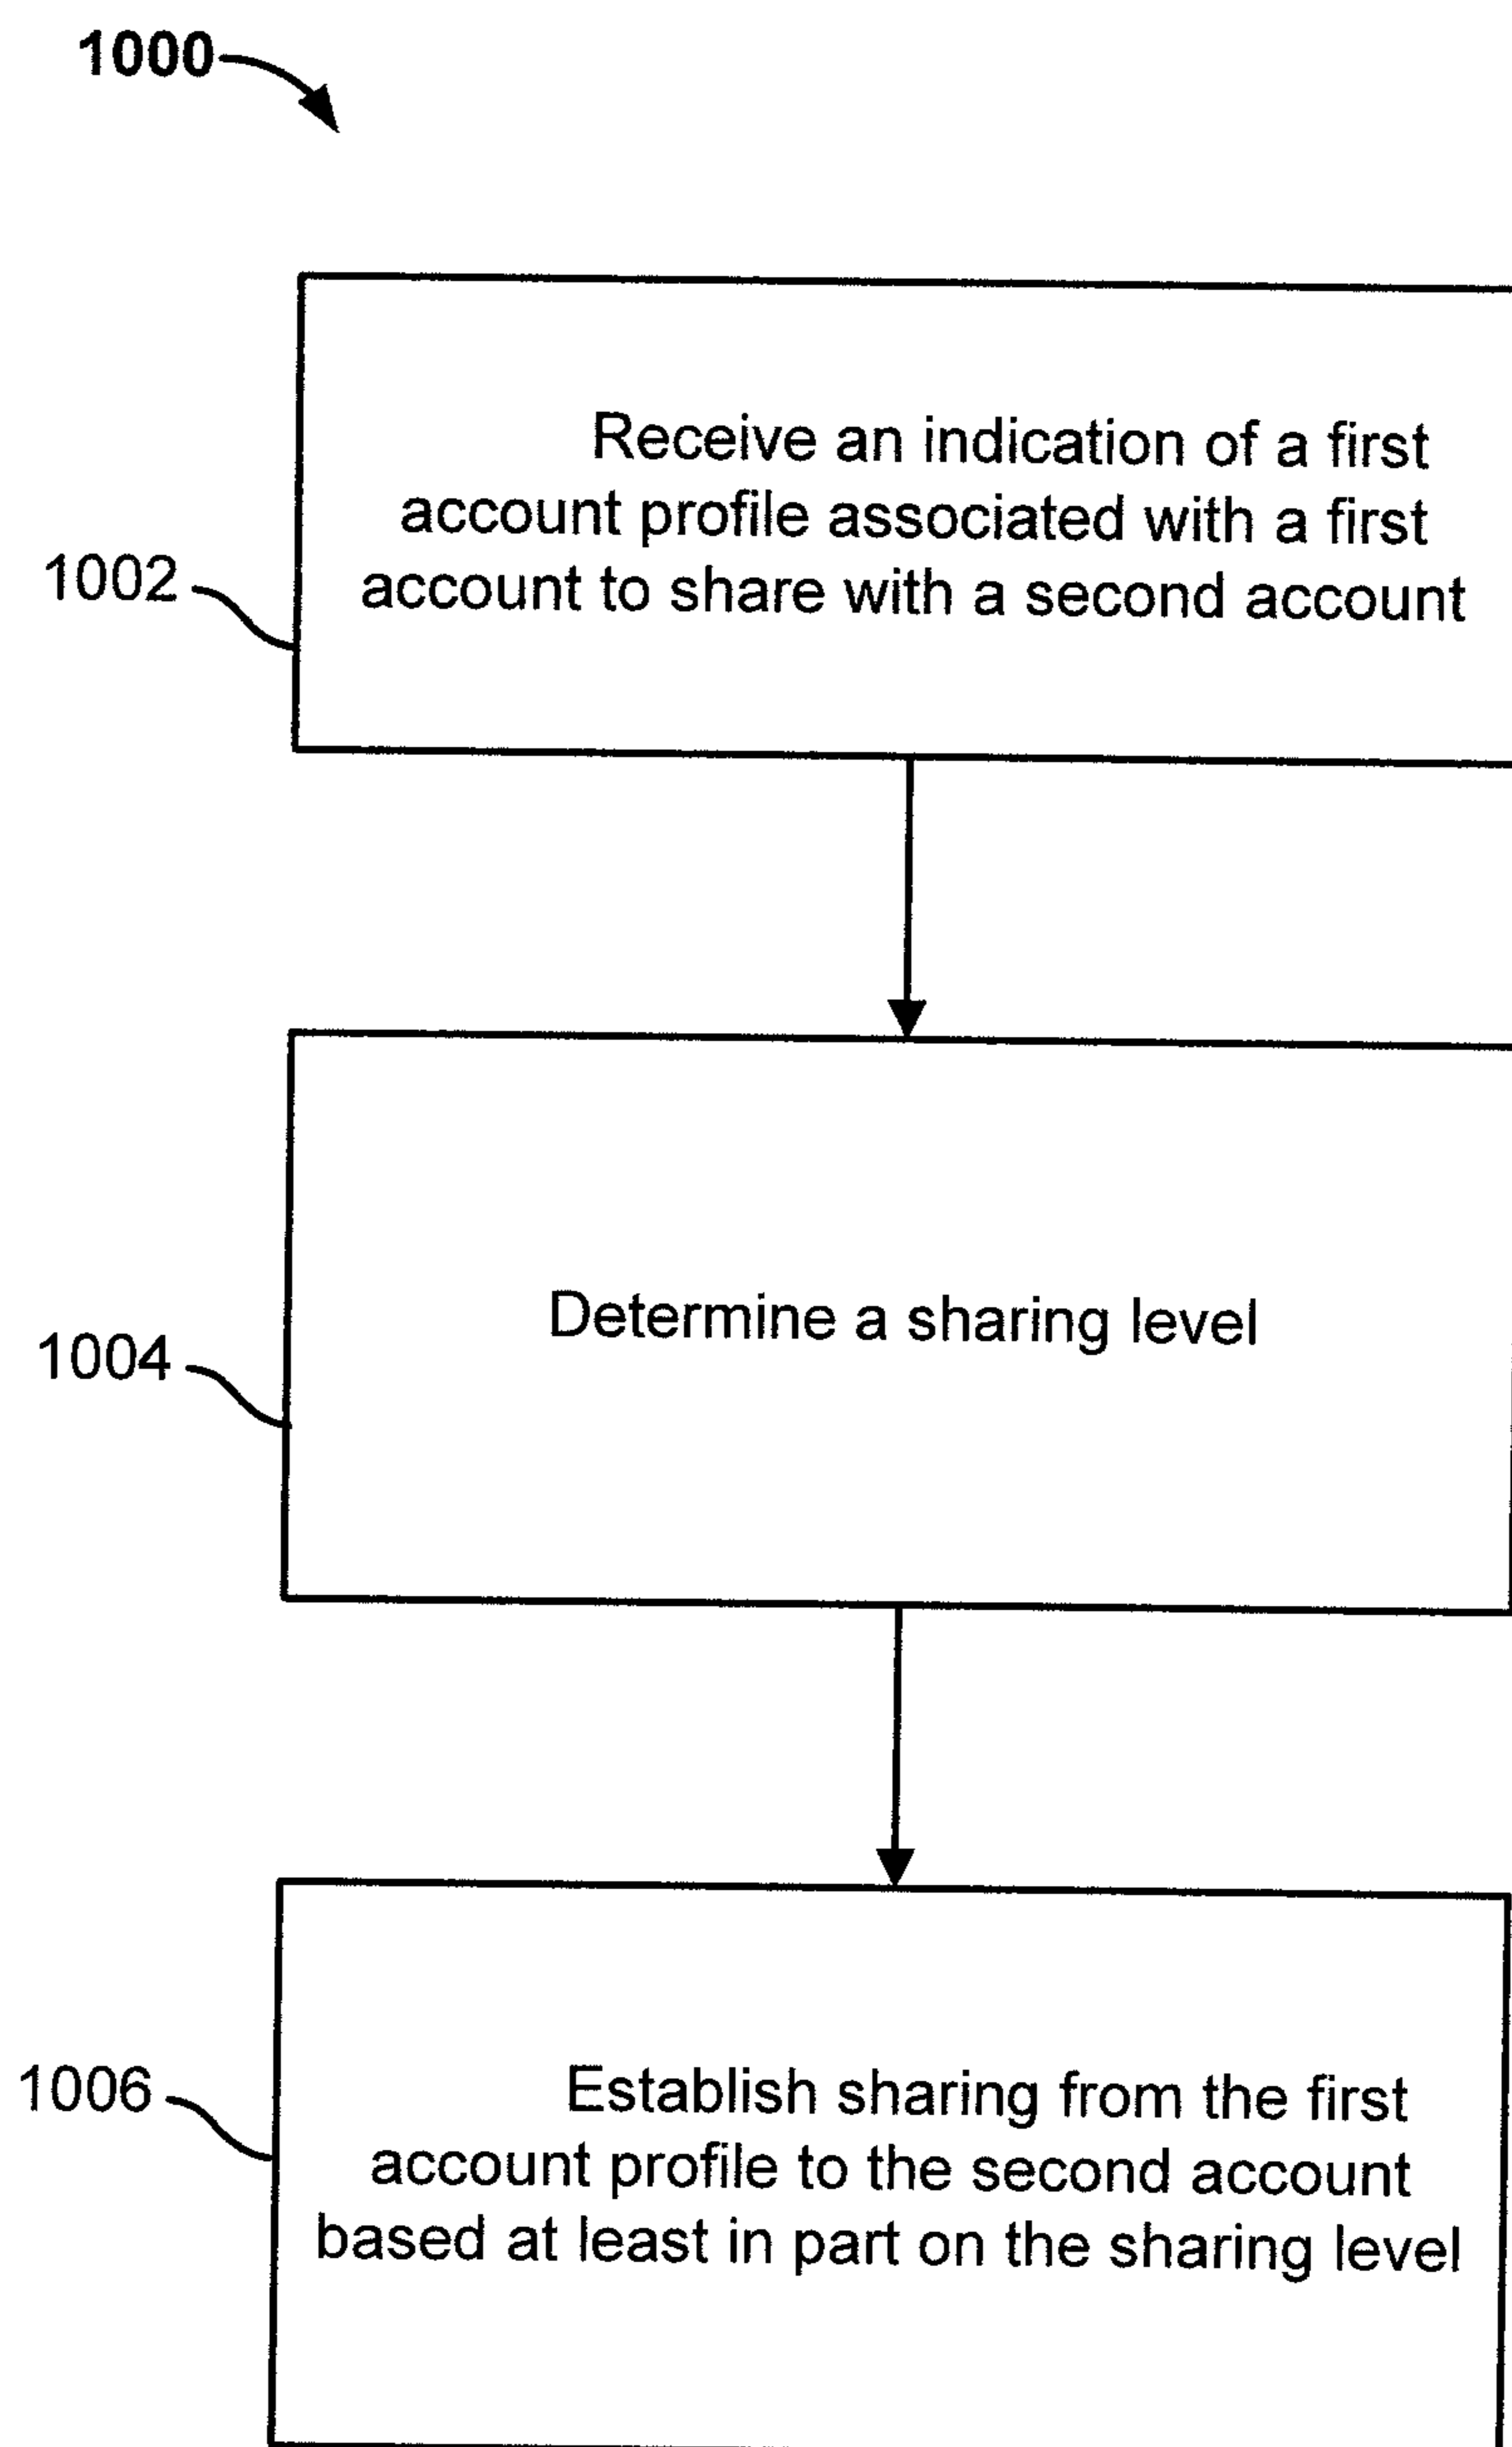 1000
Receive an indication of a first
account profile associated with a first
account to share with a second account
1002
Determine a sharing level
1004
Establish sharing from the first
account profile to the second account
based at least in part on the sharing level
1006